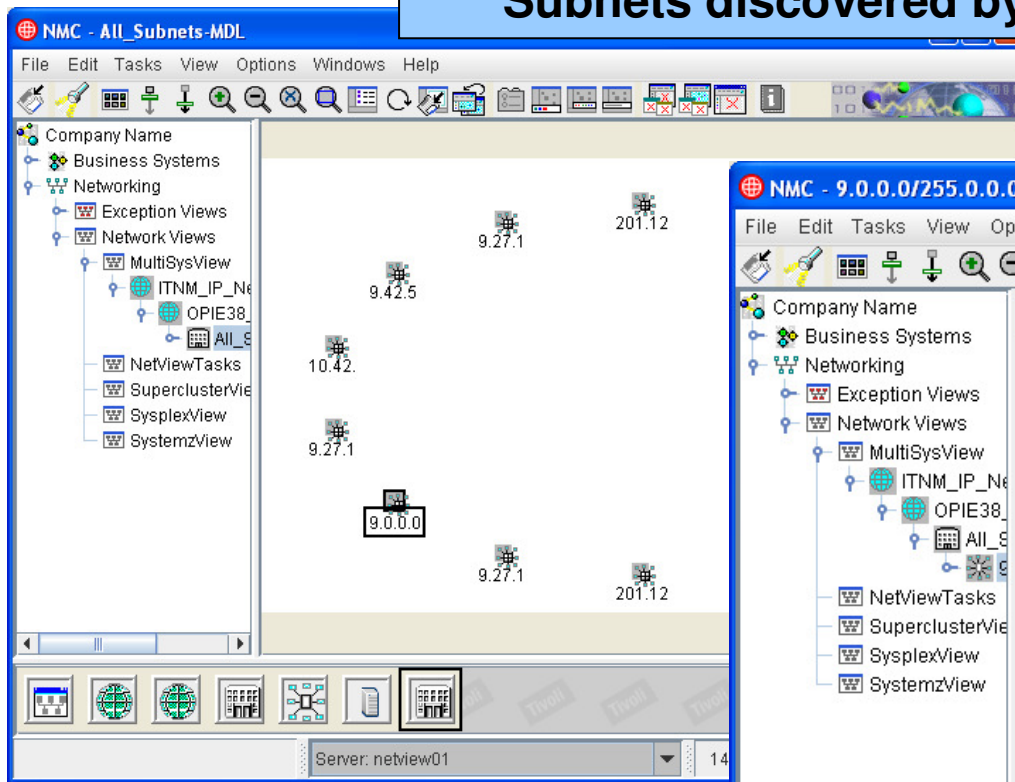 Subnets discovered by
NMC - All_Subnets-MDL
File Edit Tasks View Options Windows Help
Company Name
Business Systems
Networking
Exception Views
Network Views
MultiSysView
ITNM_IP_Ne
OPIE38_
All_S
NetViewTasks
SuperclusterVie
SysplexView
SystemzView
201.12
9.27.1
9.42.5
10.42.
9.27.1
9.0.0.0
9.27.1
201.12
Tivoli Tivoli Tivoli
Server: netview01
14
NMC - 9.0.0.0/255.0.0.0
File Edit Tasks View Op
Company Name
Business Systems
Networking
Exception Views
Network Views
MultiSysView
ITNM_IP_Ne
OPIE38_
All_S
9
NetViewTasks
SuperclusterVie
SysplexView
SystemzView